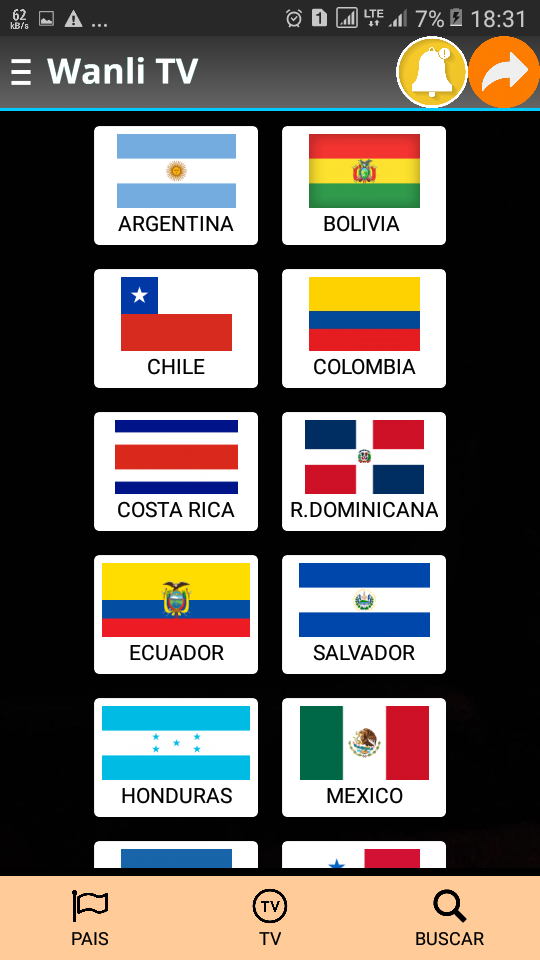 62
kB/s
...
1
LTE
7%
18:31
Wanli TV
ARGENTINA
BOLIVIA
CHILE
COLOMBIA
COSTA RICA
R.DOMINICANA
ECUADOR
SALVADOR
HONDURAS
MEXICO
TV
PAIS
TV
BUSCAR